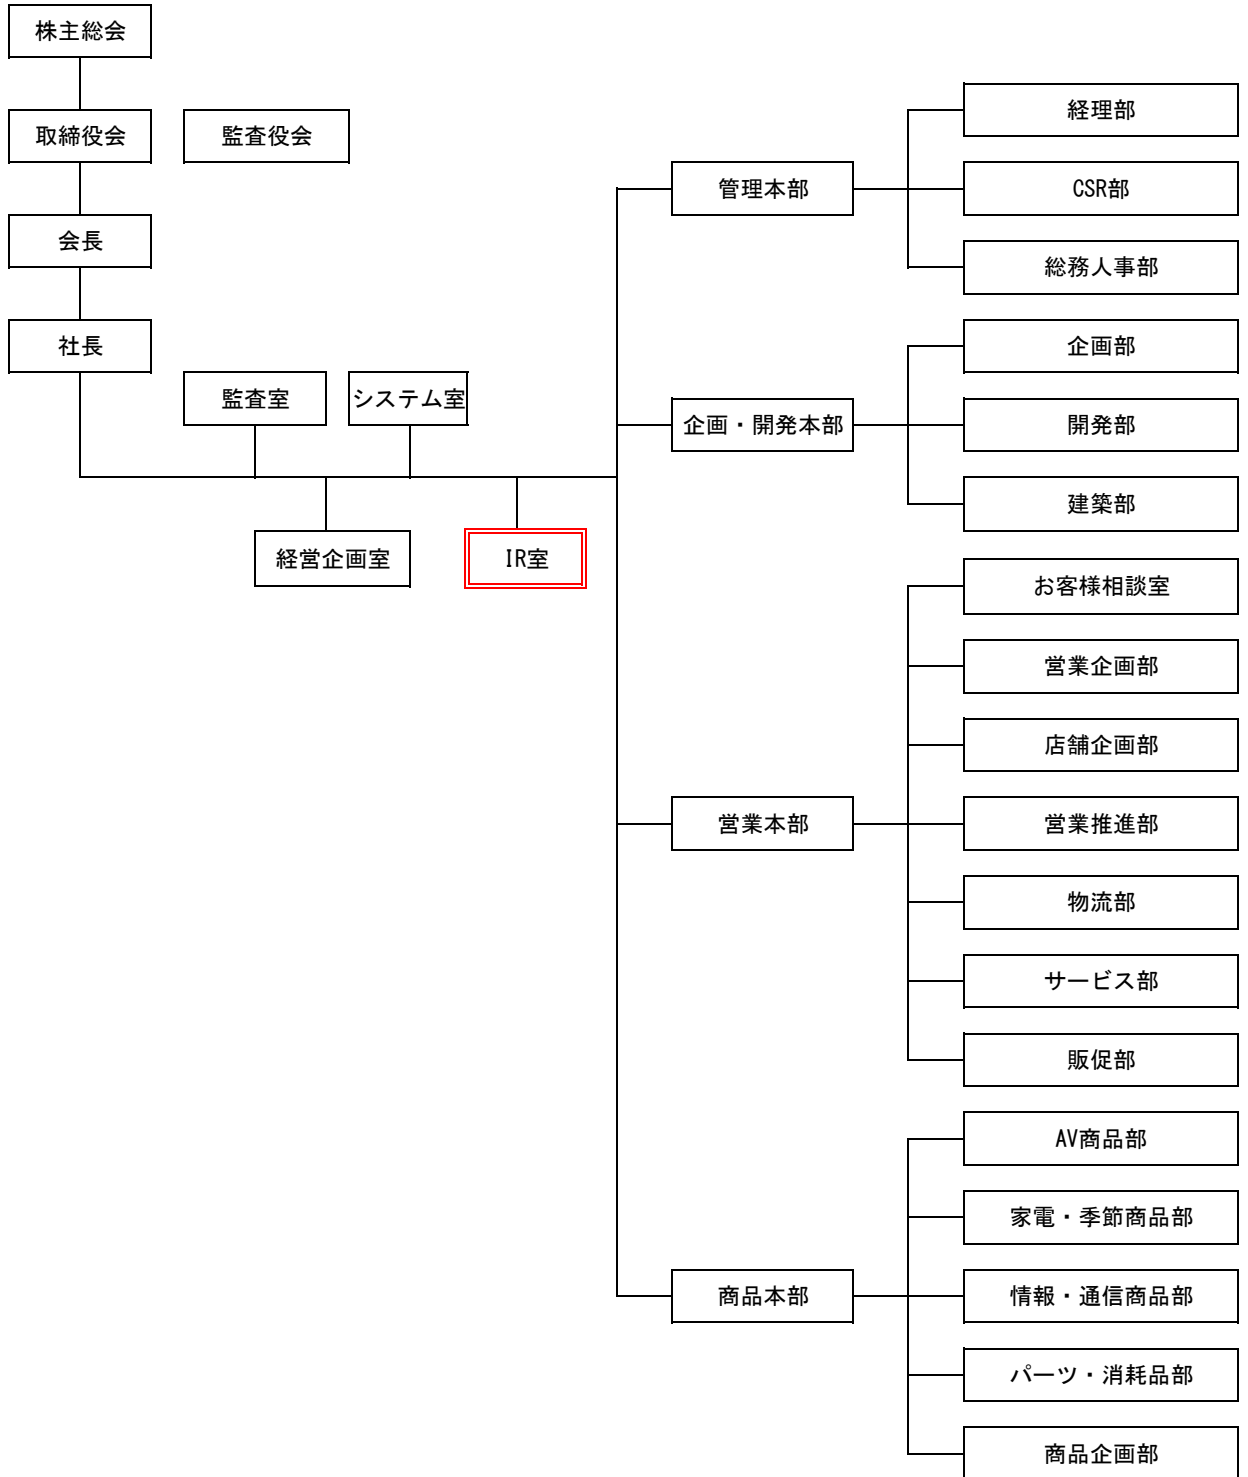 株主総会
取締役会
監査役会
会長
社長
監査室
システム室
経営企画室
IR室
管理本部
経理部
CSR部
総務人事部
企画・開発本部
企画部
開発部
建築部
営業本部
お客様相談室
営業企画部
店舗企画部
営業推進部
物流部
サービス部
販促部
商品本部
AV商品部
家電・季節商品部
情報・通信商品部
パーツ・消耗品部
商品企画部